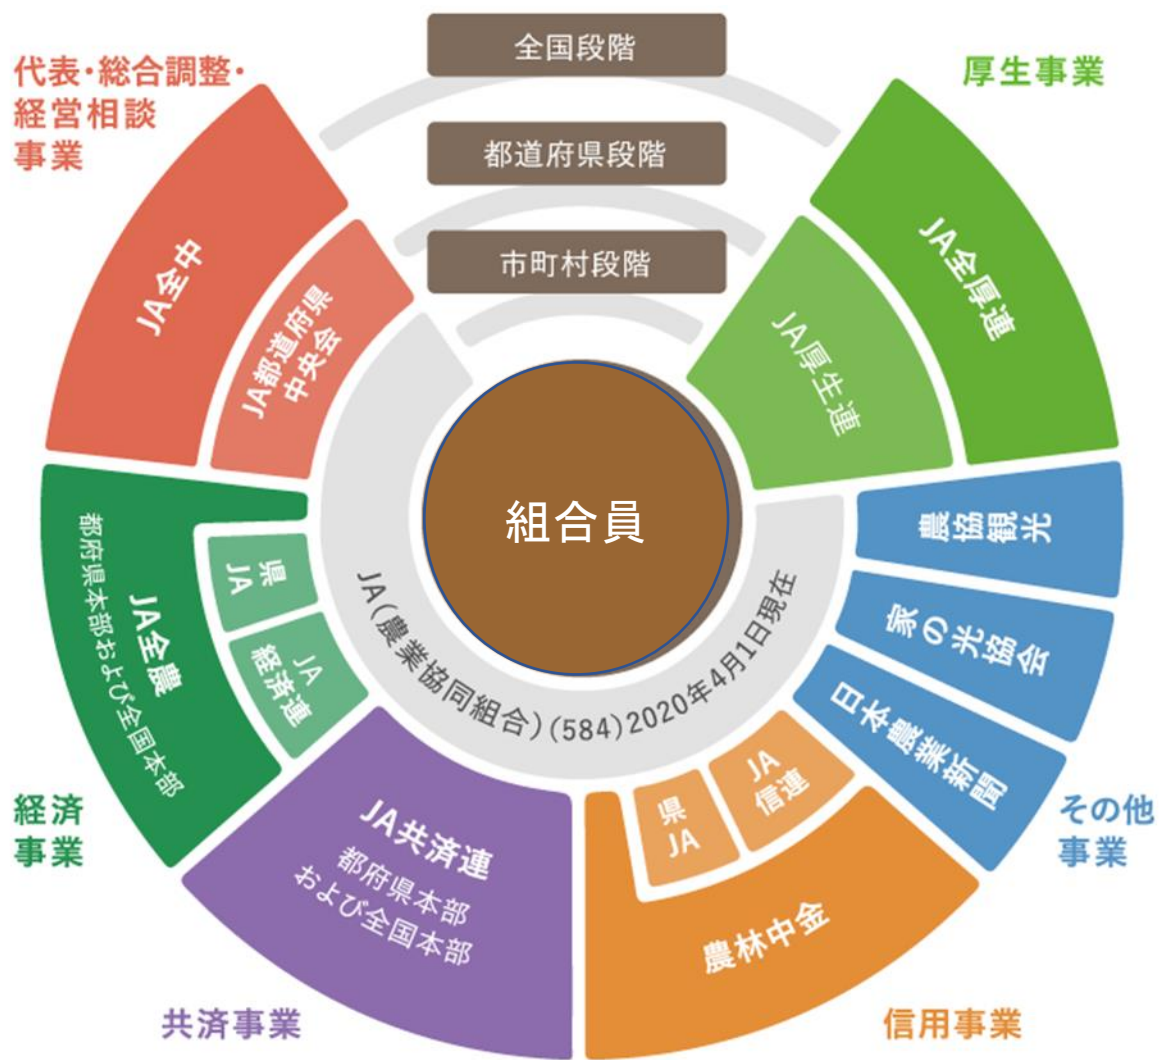 全国段階
都道府県段階
市町村段階
代表・総合調整・
経営相談
事業
厚生事業
JA全中
JA都道府県
中央会
JA全厚連
JA厚生連
組合員
農協観光
家の光協会
日本農業新聞
その他
事業
JA(農業協同組合)(584)2020年4月1日現在
県
JA
JA
経済連
JA全農
都府県本部および全国本部
経済
事業
JA共済連
都府県本部
および全国本部
共済事業
県
JA
JA
信連
農林中金
信用事業